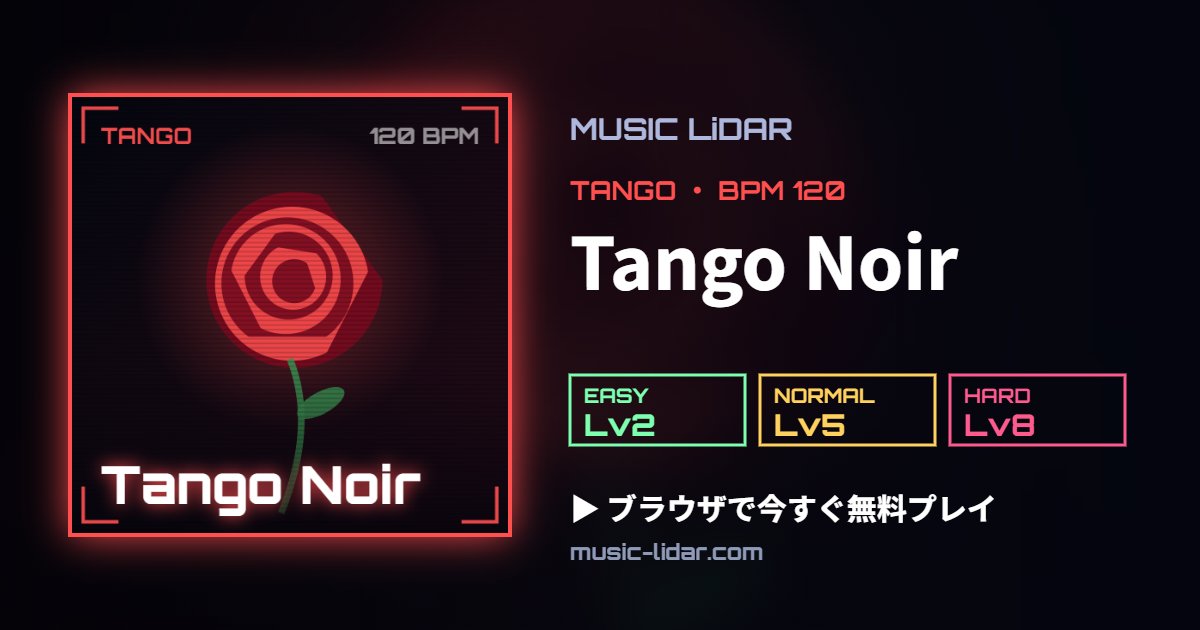 TANGO
120 BPM
Tango Noir
MUSIC LiDAR
TANGO • BPM 120
Tango Noir
EASY
Lv2
NORMAL
Lv5
HARD
Lv8
▶ ブラウザで今すぐ無料プレイ
music-lidar.com